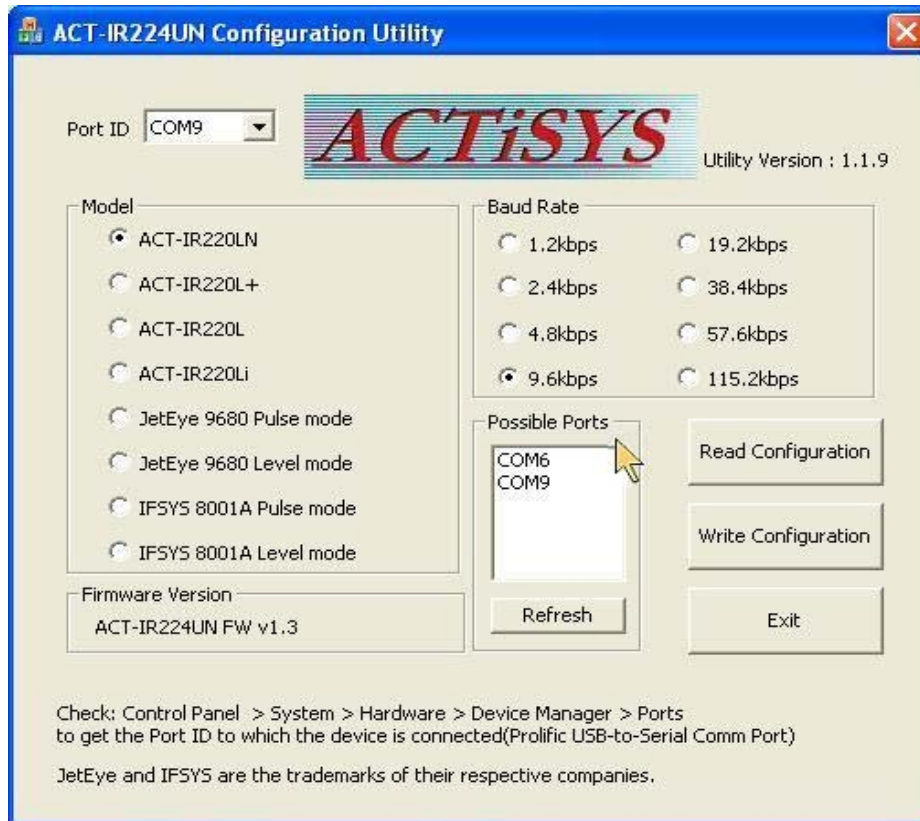 ACT-IR224UN Configuration Utility
Port ID COM9
ACTiSYS
Utility Version : 1.1.9
Model
ACT-IR220LN
ACT-IR220L+
ACT-IR220L
ACT-IR220Li
JetEye 9680 Pulse mode
JetEye 9680 Level mode
IFSYS 8001A Pulse mode
IFSYS 8001A Level mode
Baud Rate
1.2kbps
2.4kbps
4.8kbps
9.6kbps
19.2kbps
38.4kbps
57.6kbps
115.2kbps
Possible Ports
COM6
COM9
Refresh
Read Configuration
Write Configuration
Exit
Firmware Version
ACT-IR224UN FW v1.3
Check: Control Panel > System > Hardware > Device Manager > Ports
to get the Port ID to which the device is connected(Prolific USB-to-Serial Comm Port)
JetEye and IFSYS are the trademarks of their respective companies.